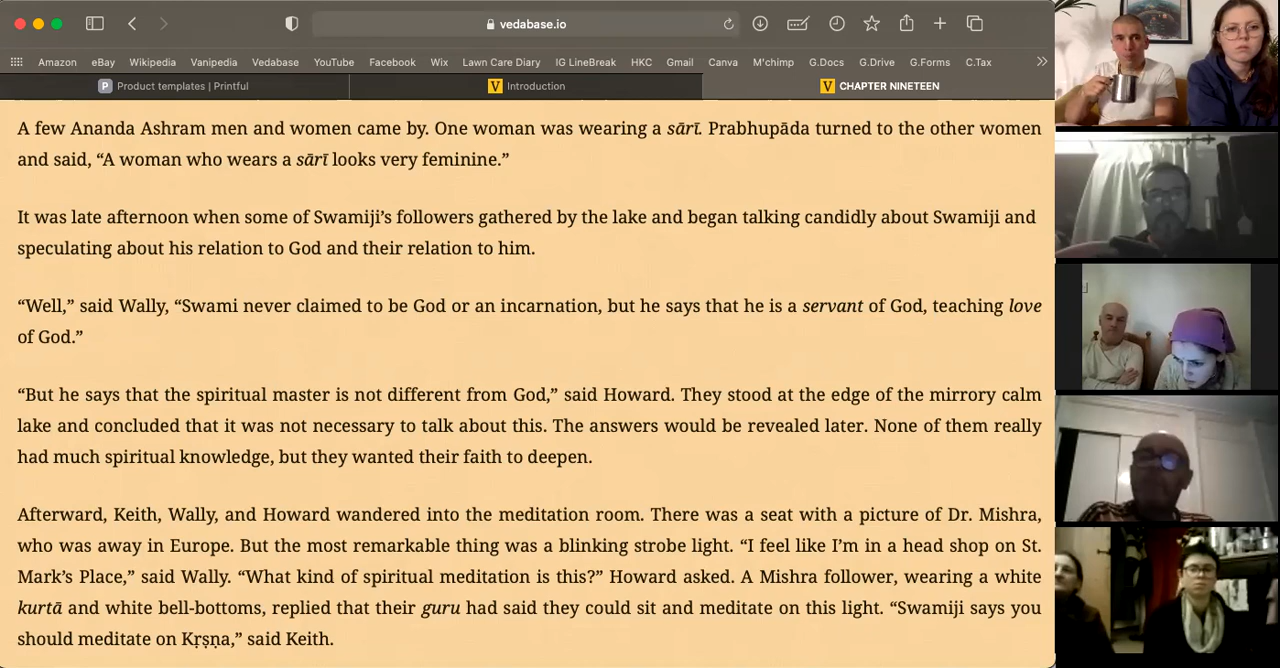 vedabase.io
Amazon eBay Wikipedia Vanipedia Vedabase YouTube Facebook Wix Lawn Care Diary IG LineBreak HKC Gmail Canva M'chimp G.Docs G.Drive G.Forms C.Tax
P Product templates | Printful V Introduction V CHAPTER NINETEEN
A few Ananda Ashram men and women came by. One woman was wearing a sārī. Prabhupāda turned to the other women
and said, “A woman who wears a sārī looks very feminine.”
It was late afternoon when some of Swamiji’s followers gathered by the lake and began talking candidly about Swamiji and
speculating about his relation to God and their relation to him.
“Well,” said Wally, “Swami never claimed to be God or an incarnation, but he says that he is a servant of God, teaching love
of God.”
“But he says that the spiritual master is not different from God,” said Howard. They stood at the edge of the mirrory calm
lake and concluded that it was not necessary to talk about this. The answers would be revealed later. None of them really
had much spiritual knowledge, but they wanted their faith to deepen.
Afterward, Keith, Wally, and Howard wandered into the meditation room. There was a seat with a picture of Dr. Mishra,
who was away in Europe. But the most remarkable thing was a blinking strobe light. “I feel like I’m in a head shop on St.
Mark’s Place,” said Wally. “What kind of spiritual meditation is this?” Howard asked. A Mishra follower, wearing a white
kurtā and white bell-bottoms, replied that their guru had said they could sit and meditate on this light. “Swamiji says you
should meditate on Kṛṣṇa,” said Keith.